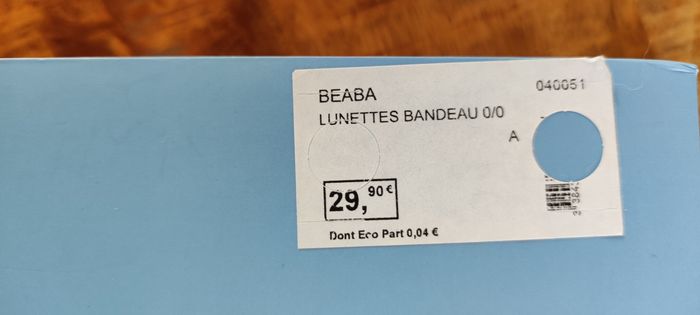 BEABA
040051
LUNETTES BANDEAU 0/0
A
29,90€
Dont Eco Part 0,04 €